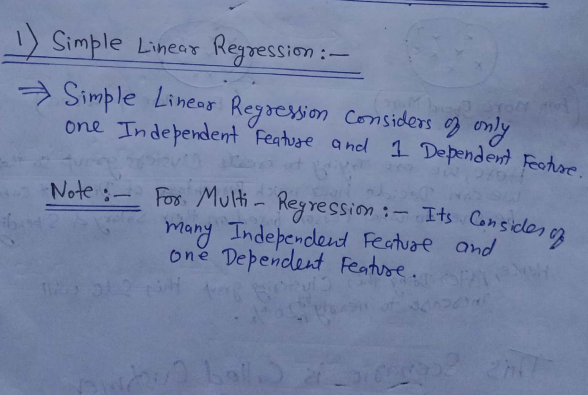 1) Simple Linear Regression :-
⇒ Simple Linear Regression Considers of only
one Independent Feature and 1 Dependent Feature.
Note :- For Multi - Regression :- Its Consider of
many Independent Feature and
one Dependent Feature.